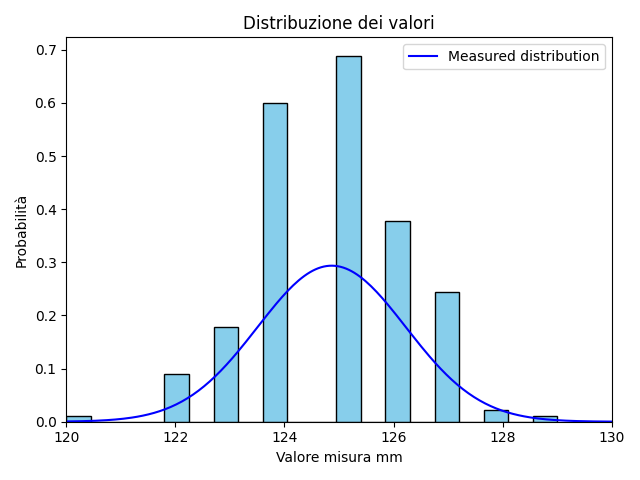 Distribuzione dei valori
Measured distribution
0.7
0.6
0.5
0.4
0.3
0.2
0.1
0.0
Probabilità
120 122 124 126 128 130
Valore misura mm